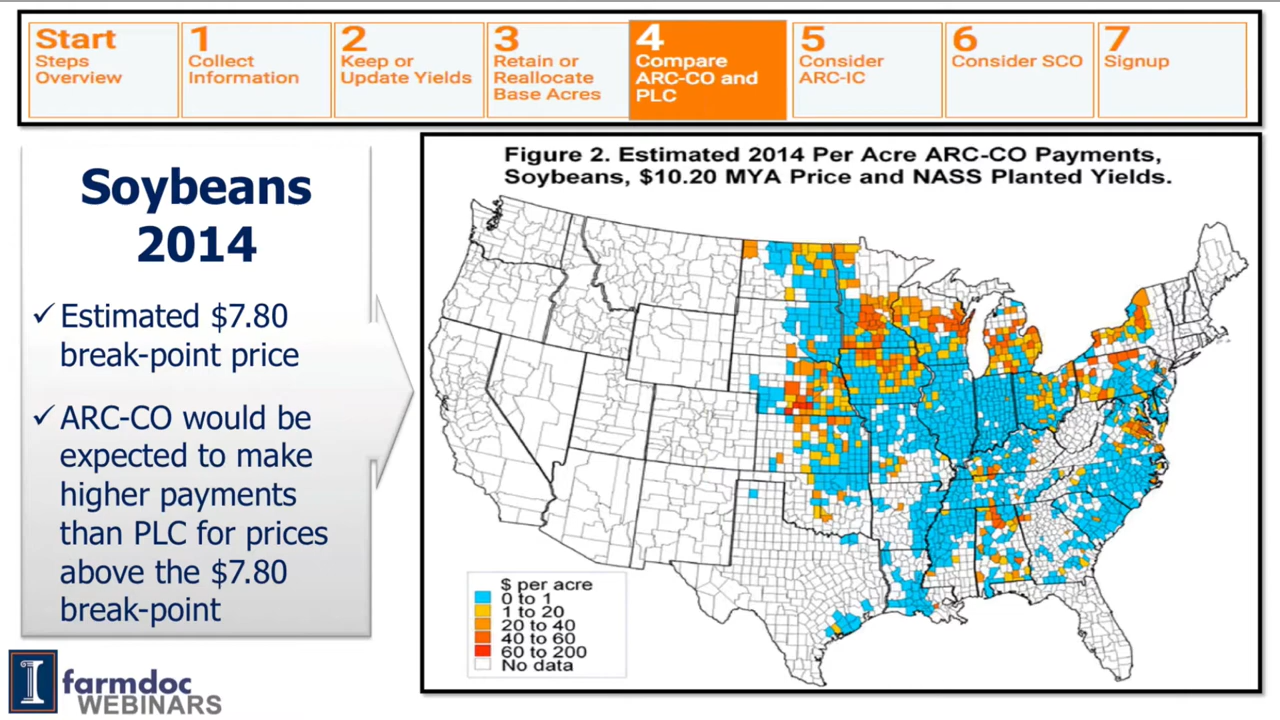 Start
Steps
Overview
1
Collect
Information
2
Keep or
Update Yields
3
Retain or
Reallocate
Base Acres
4
Compare
ARC-CO and
PLC
5
Consider
ARC-IC
6
Consider SCO
7
Signup
Soybeans
2014
✓ Estimated $7.80
break-point price
✓ ARC-CO would be
expected to make
higher payments
than PLC for prices
above the $7.80
break-point
Figure 2. Estimated 2014 Per Acre ARC-CO Payments,
Soybeans, $10.20 MYA Price and NASS Planted Yields.
$ per acre
0 to 1
1 to 20
20 to 40
40 to 60
60 to 200
No data
I farmdoc
WEBINARS